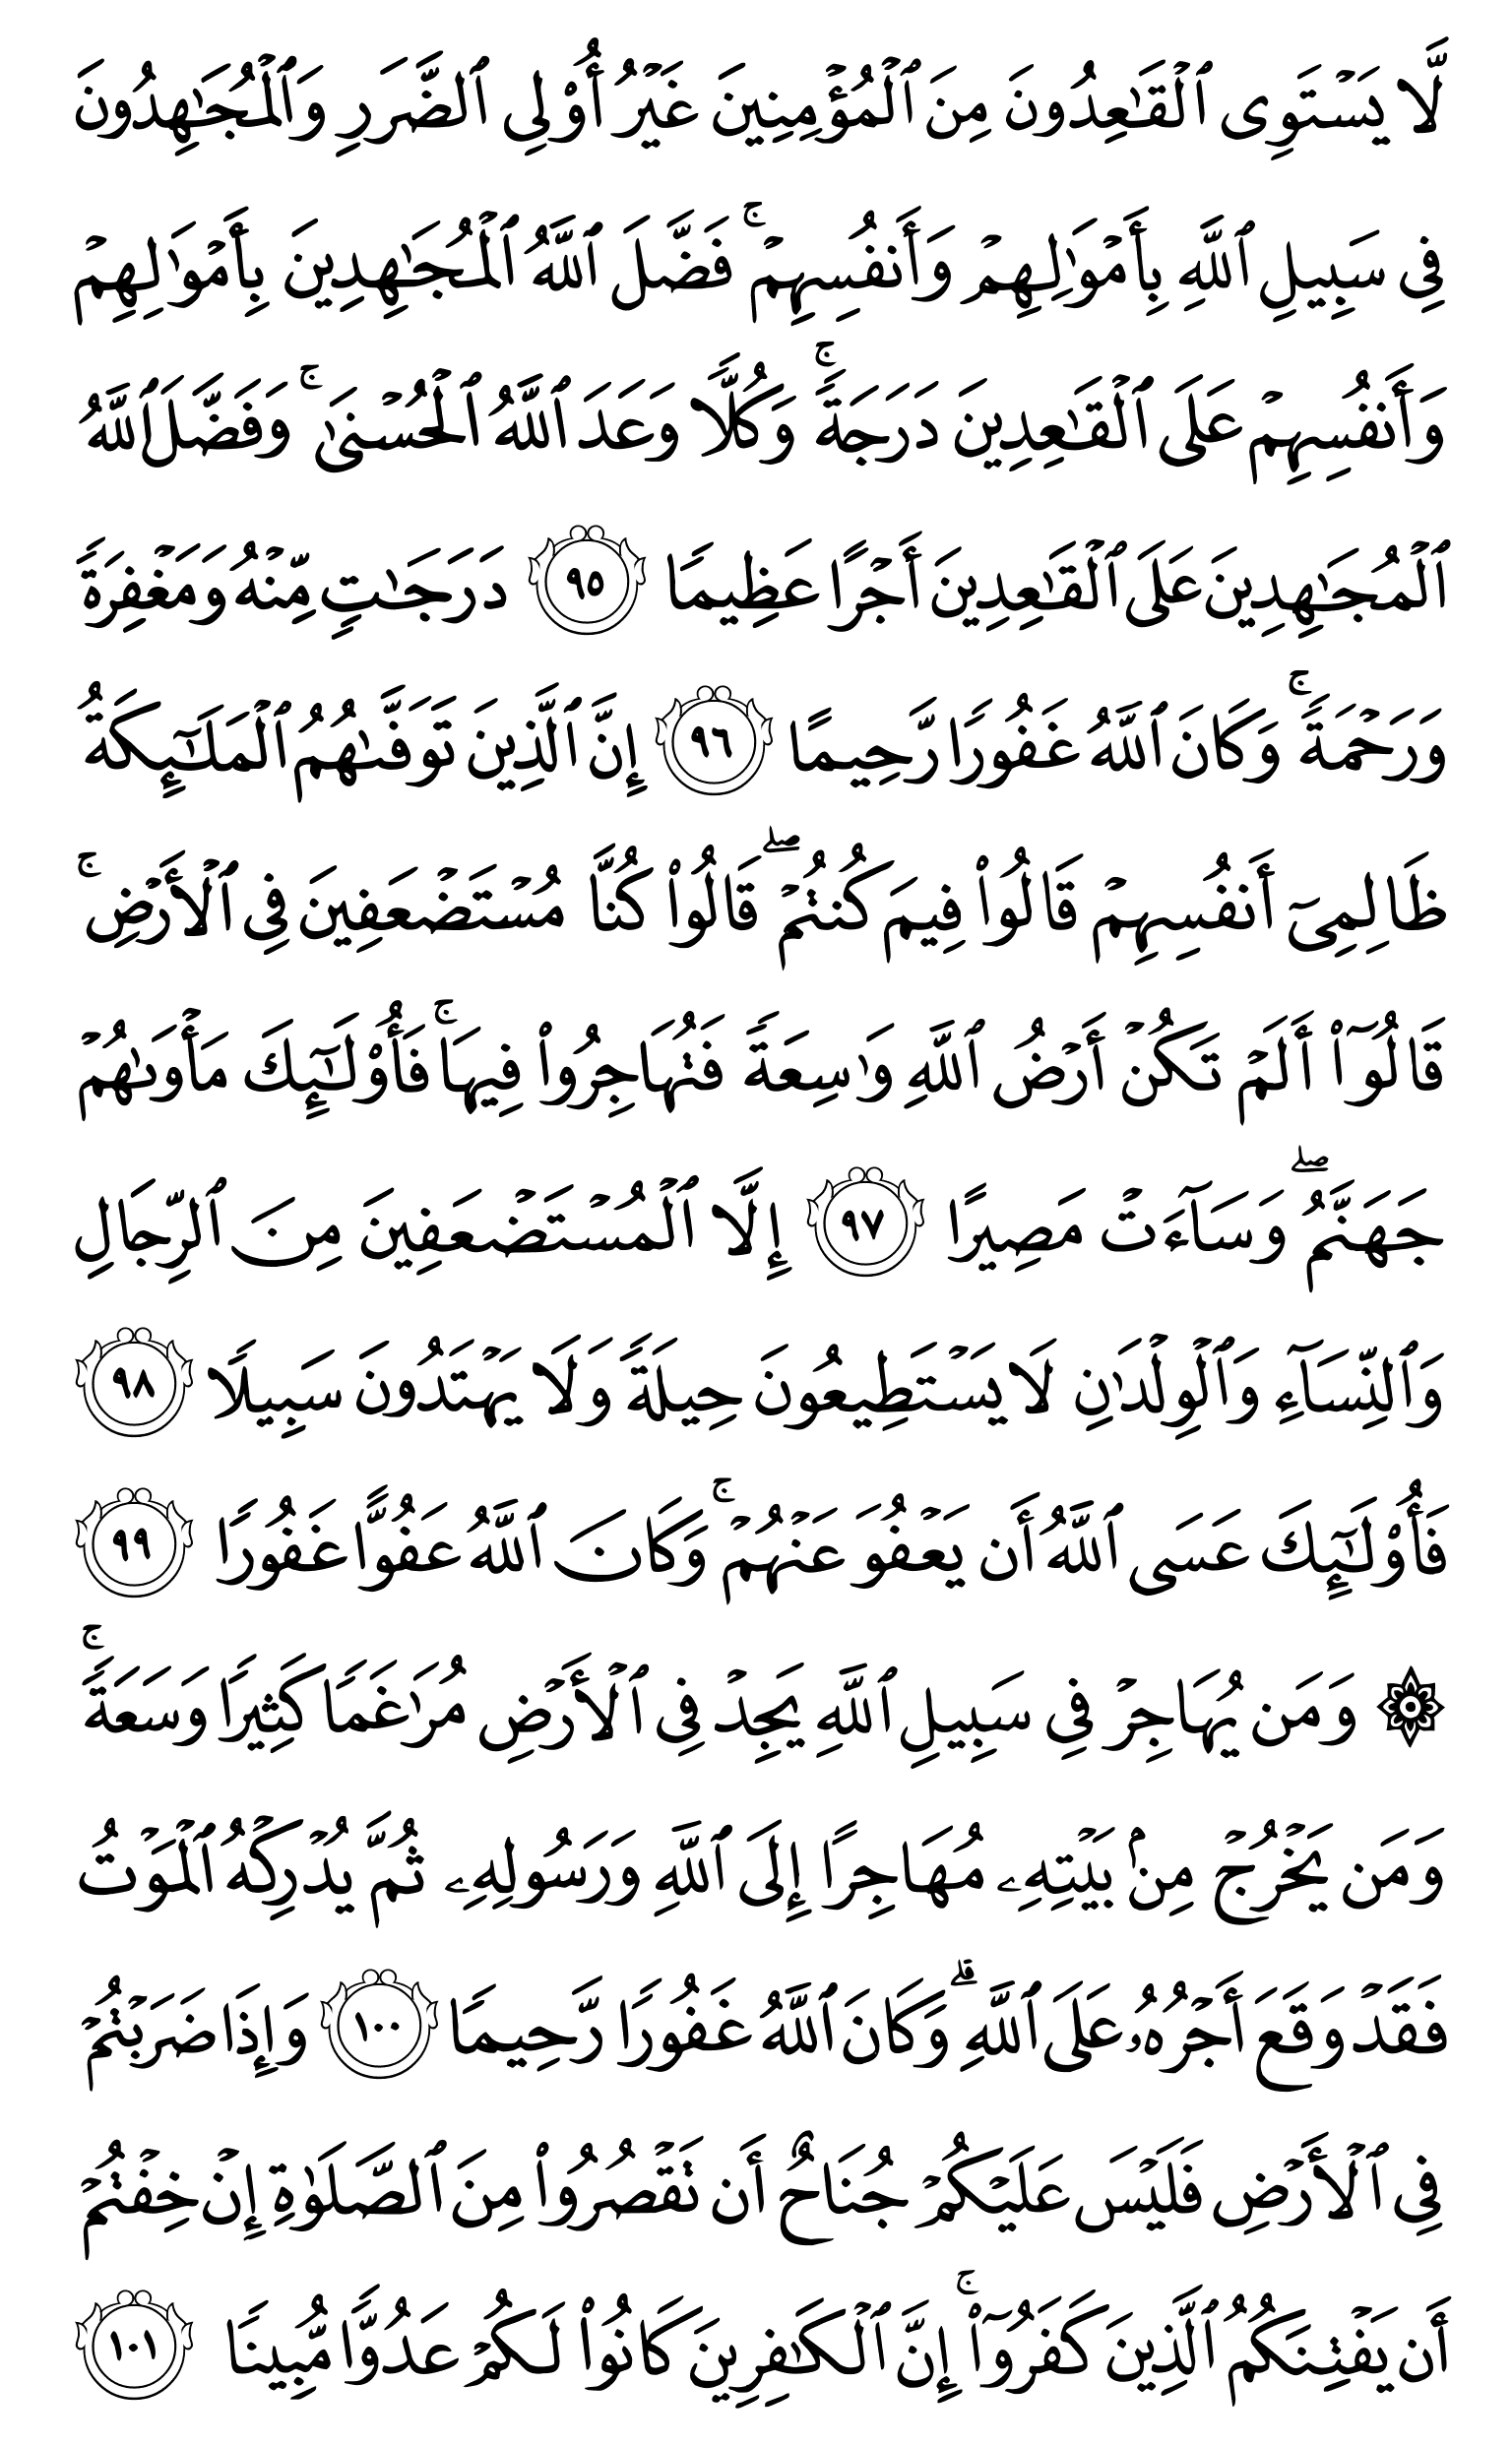 لَّا يَسْتَوِى ٱلْقَـٰعِدُونَ مِنَ ٱلْمُؤْمِنِينَ غَيْرُ أُو۟لِى ٱلضَّرَرِ وَٱلْمُجَـٰهِدُونَ
فِى سَبِيلِ ٱللَّهِ بِأَمْوَٰلِهِمْ وَأَنفُسِهِمْ ۚ فَضَّلَ ٱللَّهُ ٱلْمُجَـٰهِدِينَ بِأَمْوَٰلِهِمْ
وَأَنفُسِهِمْ عَلَى ٱلْقَـٰعِدِينَ دَرَجَةً ۚ وَكُلًّا وَعَدَ ٱللَّهُ ٱلْحُسْنَىٰ ۚ وَفَضَّلَ ٱللَّهُ
ٱلْمُجَـٰهِدِينَ عَلَى ٱلْقَـٰعِدِينَ أَجْرًا عَظِيمًا ٩٥ دَرَجَـٰتٍ مِّنْهُ وَمَغْفِرَةً
وَرَحْمَةً ۚ وَكَانَ ٱللَّهُ غَفُورًا رَّحِيمًا ٩٦ إِنَّ ٱلَّذِينَ تَوَفَّىٰهُمُ ٱلْمَلَـٰٓئِكَةُ
ظَالِمِىٓ أَنفُسِهِمْ قَالُوا۟ فِيمَ كُنتُمْ ۖ قَالُوا۟ كُنَّا مُسْتَضْعَفِينَ فِى ٱلْأَرْضِ ۚ
قَالُوٓا۟ أَلَمْ تَكُنْ أَرْضُ ٱللَّهِ وَٰسِعَةً فَتُهَاجِرُوا۟ فِيهَا ۚ فَأُو۟لَـٰٓئِكَ مَأْوَىٰهُمْ
جَهَنَّمُ ۖ وَسَآءَتْ مَصِيرًا ٩٧ إِلَّا ٱلْمُسْتَضْعَفِينَ مِنَ ٱلرِّجَالِ
وَٱلنِّسَآءِ وَٱلْوِلْدَٰنِ لَا يَسْتَطِيعُونَ حِيلَةً وَلَا يَهْتَدُونَ سَبِيلًا ٩٨
فَأُو۟لَـٰٓئِكَ عَسَى ٱللَّهُ أَن يَعْفُوَ عَنْهُمْ ۚ وَكَانَ ٱللَّهُ عَفُوًّا غَفُورًا ٩٩
۞ وَمَن يُهَاجِرْ فِى سَبِيلِ ٱللَّهِ يَجِدْ فِى ٱلْأَرْضِ مُرَٰغَمًا كَثِيرًا وَسَعَةً ۚ
وَمَن يَخْرُجْ مِنۢ بَيْتِهِۦ مُهَاجِرًا إِلَى ٱللَّهِ وَرَسُولِهِۦ ثُمَّ يُدْرِكْهُ ٱلْمَوْتُ
فَقَدْ وَقَعَ أَجْرُهُۥ عَلَى ٱللَّهِ ۗ وَكَانَ ٱللَّهُ غَفُورًا رَّحِيمًا ١٠٠ وَإِذَا ضَرَبْتُمْ
فِى ٱلْأَرْضِ فَلَيْسَ عَلَيْكُمْ جُنَاحٌ أَن تَقْصُرُوا۟ مِنَ ٱلصَّلَوٰةِ إِنْ خِفْتُمْ
أَن يَفْتِنَكُمُ ٱلَّذِينَ كَفَرُوٓا۟ ۚ إِنَّ ٱلْكَـٰفِرِينَ كَانُوا۟ لَكُمْ عَدُوًّا مُّبِينًا ١٠١